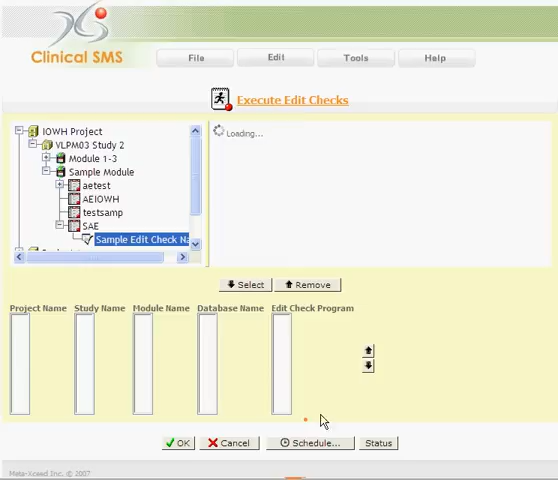 Clinical SMS
File
Edit
Tools
Help
Execute Edit Checks
IOWH Project
VLPM03 Study 2
Module 1-3
Sample Module
aetest
AEIOWH
testsamp
SAE
Sample Edit Check Na
Loading...
Select
Remove
Project Name
Study Name
Module Name
Database Name
Edit Check Program
OK
Cancel
Schedule...
Status
Meta-Xceed Inc. © 2007